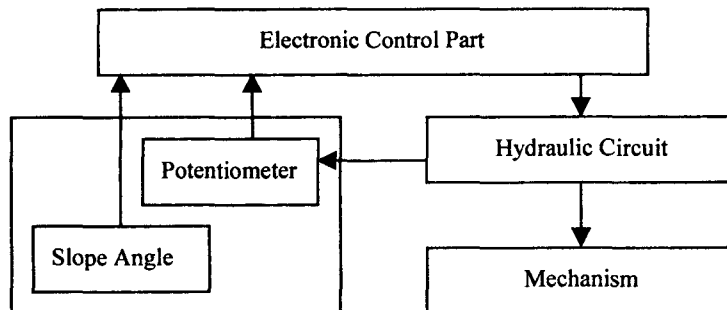 Electronic Control Part
Hydraulic Circuit
Potentiometer
Slope Angle
Mechanism